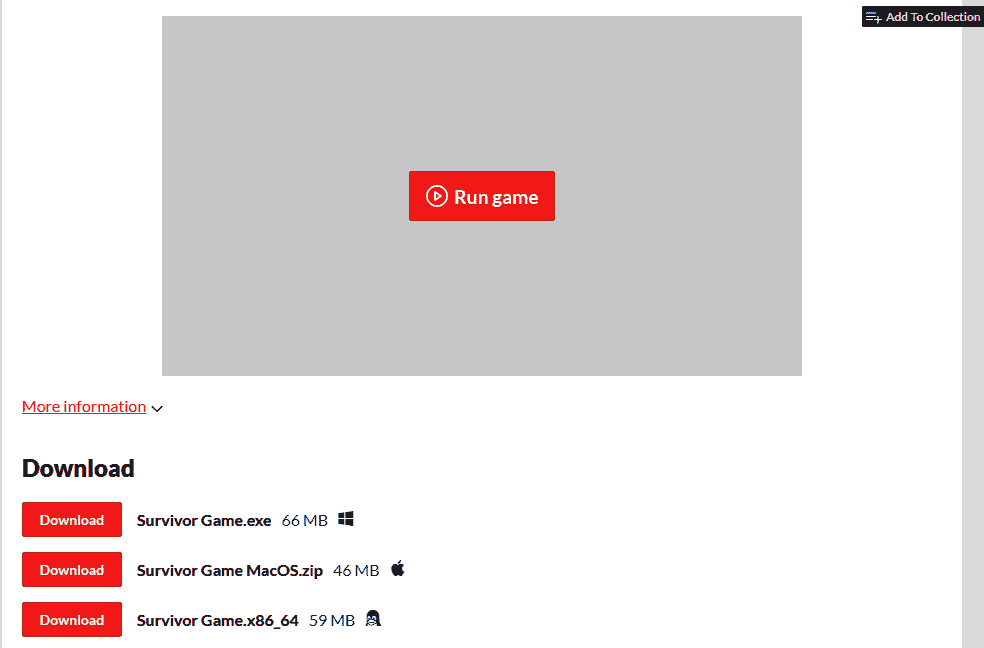 Add To Collection
Run game
More information
Download
Download Survivor Game.exe 66 MB
Download Survivor Game MacOS.zip 46 MB
Download Survivor Game.x86_64 59 MB